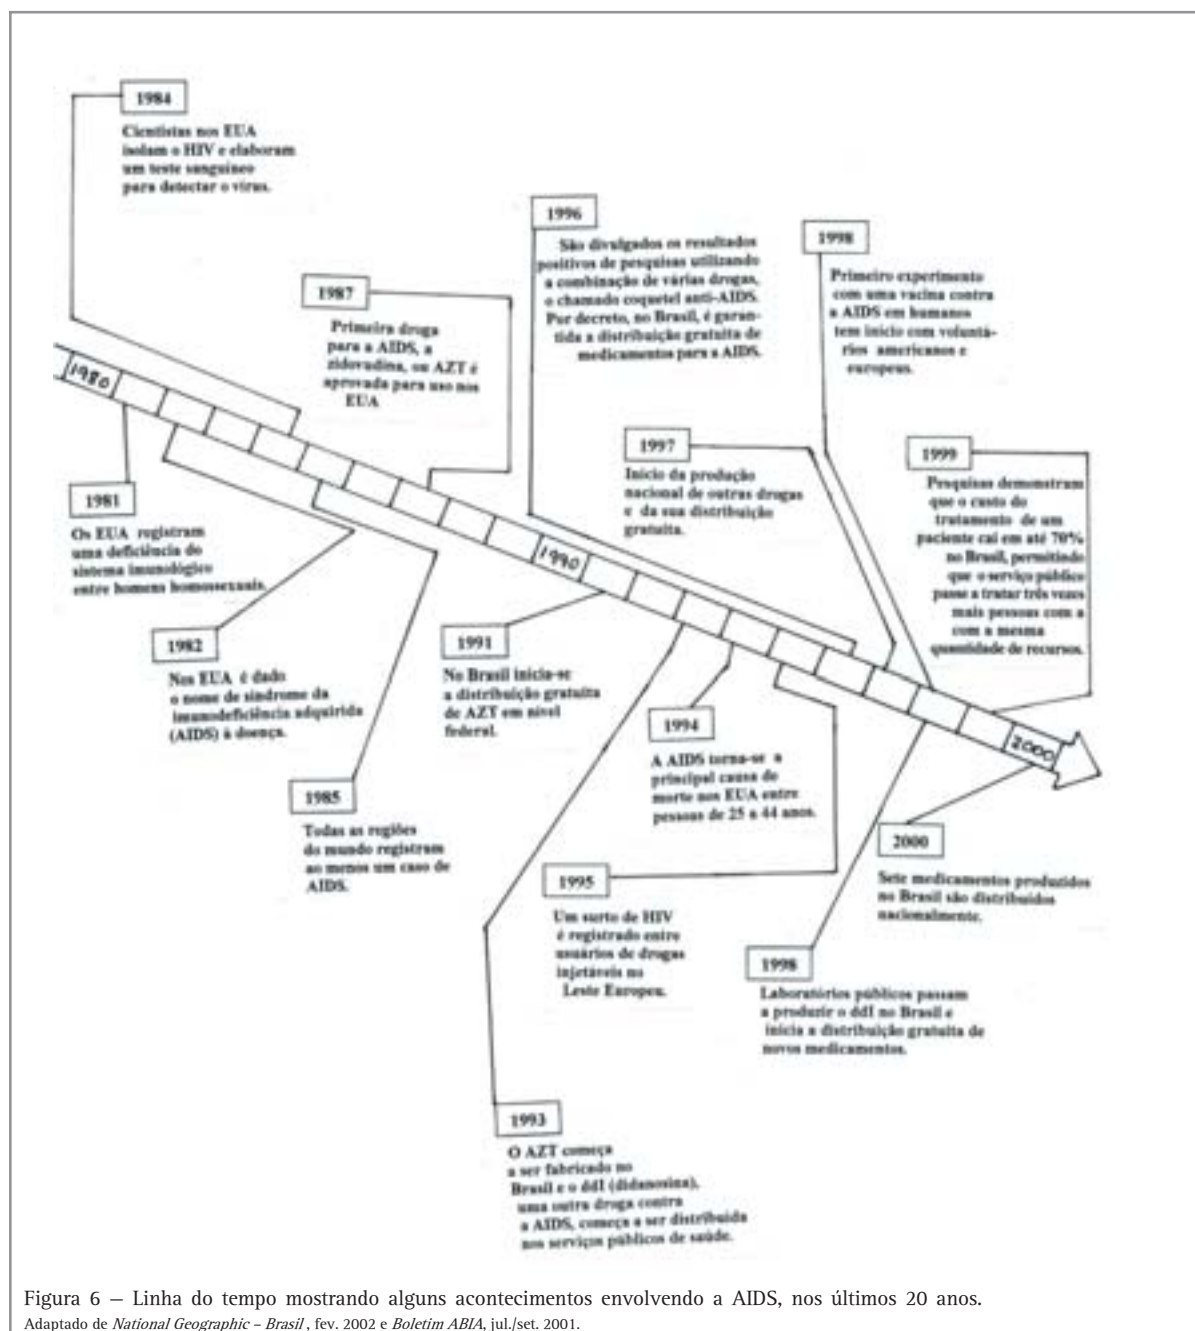 1984
Cientistas nos EUA
isolam o HIV e elaboram
um teste sanguíneo
para detectar o vírus.
1996
São divulgados os resultados
positivos de pesquisas utilizando
a combinação de várias drogas,
o chamado coquetel anti-AIDS.
Por decreto, no Brasil, é garan-
tida a distribuição gratuita de
medicamentos para a AIDS.
1998
Primeiro experimento
com uma vacina contra
a AIDS em humanos
tem início com voluntá-
rios americanos e
europeus.
1987
Primeira droga
para a AIDS, a
zidovudina, ou AZT é
aprovada para uso nos
EUA
1980
1997
Início da produção
nacional de outras drogas
e da sua distribuição
gratuita.
1999
Pesquisas demonstram
que o custo do
tratamento de um
paciente cai em até 70%
no Brasil, permitindo
que o serviço público
passe a tratar três vezes
mais pessoas com a
com a mesma
quantidade de recursos.
1981
Os EUA registram
uma deficiência do
sistema imunológico
entre homens homossexuais.
1990
1982
Nos EUA é dado
o nome de síndrome da
imunodeficiência adquirida
(AIDS) à doença.
1991
No Brasil inicia-se
a distribuição gratuita
de AZT em nível
federal.
1994
A AIDS torna-se a
principal causa de
morte nos EUA entre
pessoas de 25 a 44 anos.
2000
1985
Todas as regiões
do mundo registram
ao menos um caso de
AIDS.
1995
Um surto de HIV
é registrado entre
usuários de drogas
injetáveis no
Leste Europeu.
2000
Sete medicamentos produzidos
no Brasil são distribuídos
nacionalmente.
1998
Laboratórios públicos passam
a produzir o ddI no Brasil e
inicia a distribuição gratuita de
novos medicamentos.
1993
O AZT começa
a ser fabricado no
Brasil e o ddI (didanosina),
uma outra droga contra
a AIDS, começa a ser distribuída
nos serviços públicos de saúde.
Figura 6 – Linha do tempo mostrando alguns acontecimentos envolvendo a AIDS, nos últimos 20 anos.
Adaptado de National Geographic – Brasil , fev. 2002 e Boletim ABIA, jul./set. 2001.